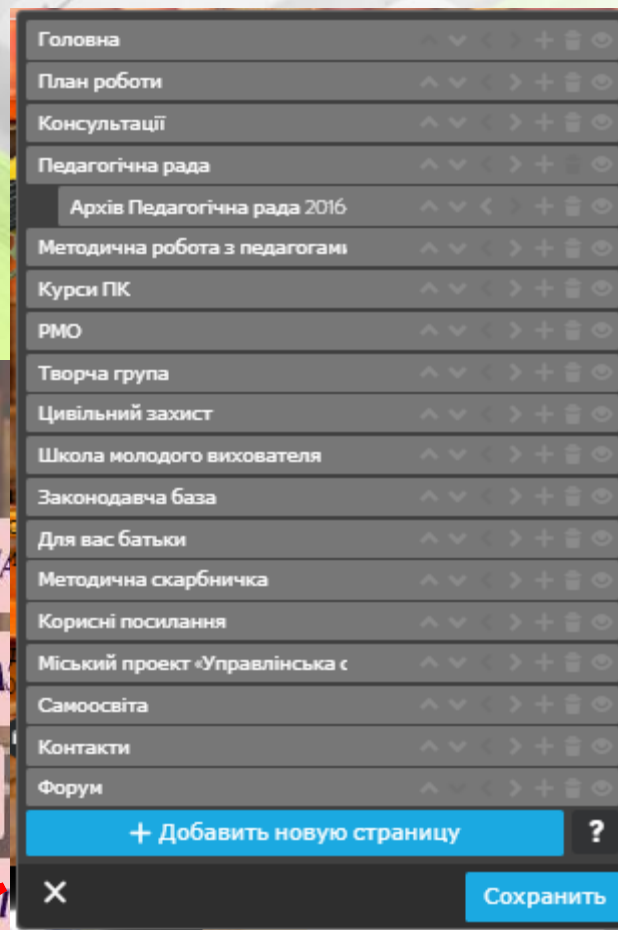 Головна
План роботи
Консультації
Педагогічна рада
Архів Педагогічна рада 2016
Методична робота з педагогами
Курси ПК
РМО
Творча група
Цивільний захист
Школа молодого вихователя
Законодавча база
Для вас батьки
Методична скарбничка
Корисні посилання
Міський проект «Управлінська с
Самоосвіта
Контакти
Форум
+ Добавить новую страницу ?
Сохранить